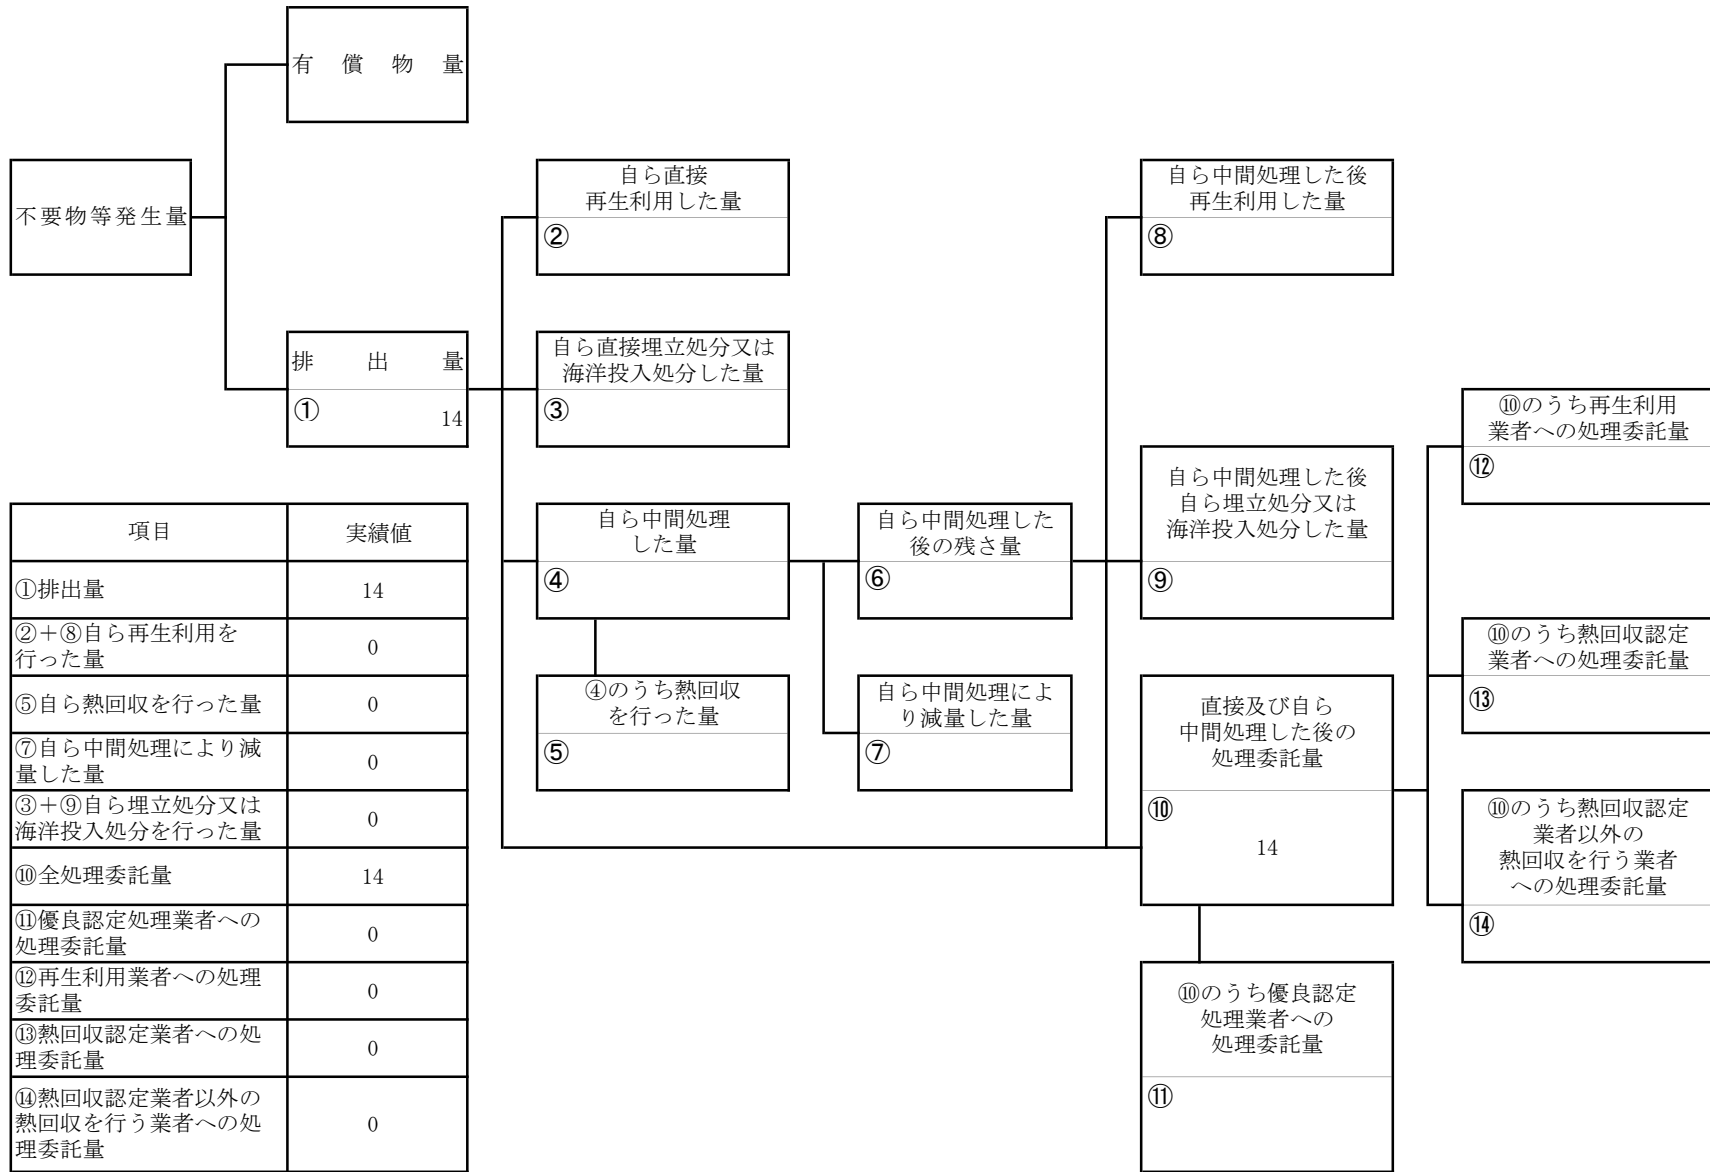 有償物量
不要物等発生量
排出量
①
14
自ら直接
再生利用した量
②
自ら直接埋立処分又は
海洋投入処分した量
③
自ら中間処理
した量
④
④のうち熱回収
を行った量
⑤
自ら中間処理した
後の残さ量
⑥
自ら中間処理によ
り減量した量
⑦
自ら中間処理した後
再生利用した量
⑧
自ら中間処理した後
自ら埋立処分又は
海洋投入処分した量
⑨
直接及び自ら
中間処理した後の
処理委託量
⑩
14
⑩のうち優良認定
処理業者への
処理委託量
⑪
⑩のうち再生利用
業者への処理委託量
⑫
⑩のうち熱回収認定
業者への処理委託量
⑬
⑩のうち熱回収認定
業者以外の
熱回収を行う業者
への処理委託量
⑭
項目 実績値
①排出量 14
②+⑧自ら再生利用を
行った量 0
⑤自ら熱回収を行った量 0
⑦自ら中間処理により減
量した量 0
③+⑨自ら埋立処分又は
海洋投入処分を行った量 0
⑩全処理委託量 14
⑪優良認定処理業者への
処理委託量 0
⑫再生利用業者への処理
委託量 0
⑬熱回収認定業者への処
理委託量 0
⑭熱回収認定業者以外の
熱回収を行う業者への処
理委託量 0